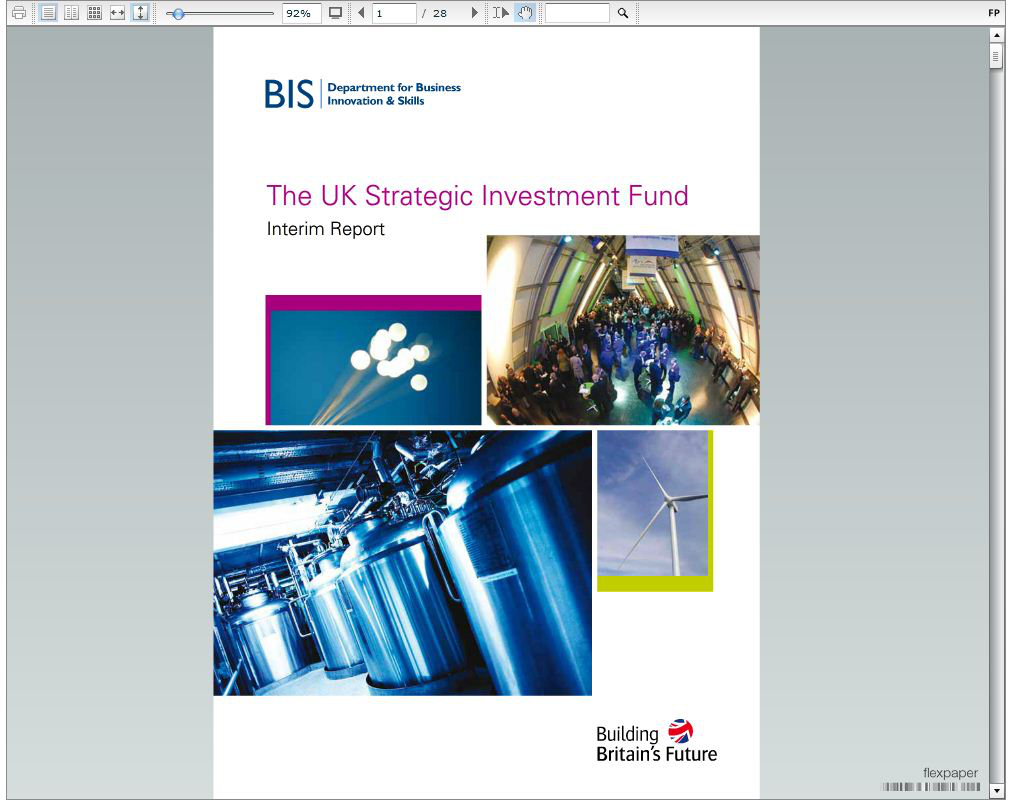 92%
1 / 28
FP
BIS
Department for Business
Innovation & Skills
The UK Strategic Investment Fund
Interim Report
Building
Britain's Future
flexpaper